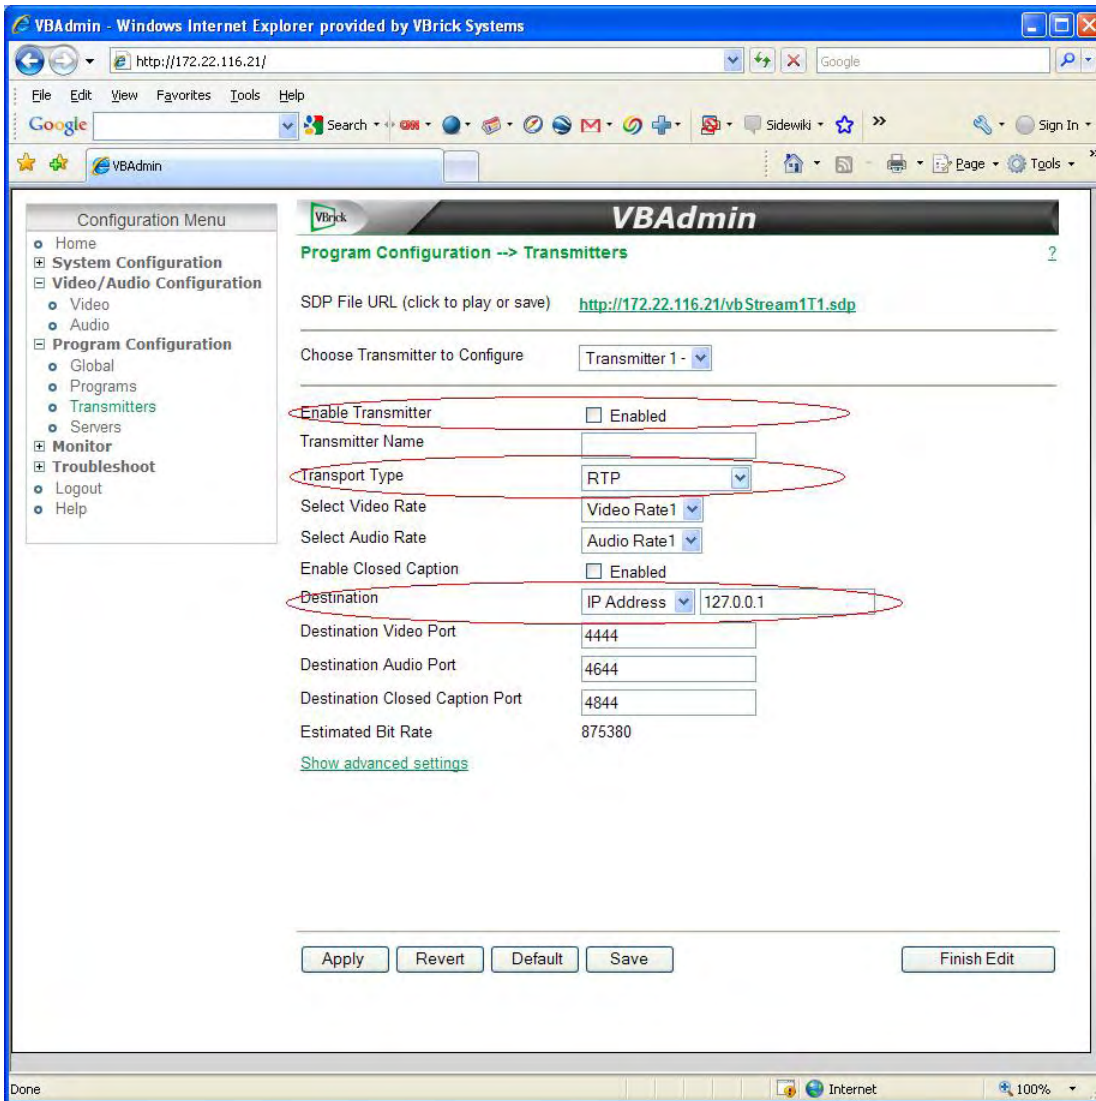 VBAdmin - Windows Internet Explorer provided by VBrick Systems
http://172.22.116.21/
Google
File Edit View Favorites Tools Help
Google Search Sidewiki Sign In
VBAdmin
Page Tools
Configuration Menu
Home
System Configuration
Video/Audio Configuration
Video
Audio
Program Configuration
Global
Programs
Transmitters
Servers
Monitor
Troubleshoot
Logout
Help
VBrick
VBAdmin
Program Configuration --> Transmitters ?
SDP File URL (click to play or save) http://172.22.116.21/vbStream1T1.sdp
Choose Transmitter to Configure Transmitter 1 -
Enable Transmitter Enabled
Transmitter Name
Transport Type RTP
Select Video Rate Video Rate1
Select Audio Rate Audio Rate1
Enable Closed Caption Enabled
Destination IP Address 127.0.0.1
Destination Video Port 4444
Destination Audio Port 4644
Destination Closed Caption Port 4844
Estimated Bit Rate 875380
Show advanced settings
Apply Revert Default Save Finish Edit
Done Internet 100%